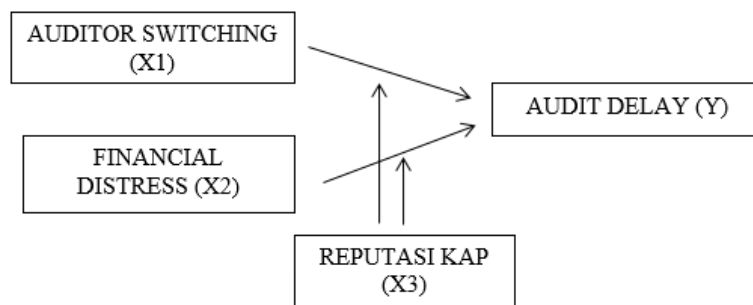 AUDITOR SWITCHING
(X1)
AUDIT DELAY (Y)
FINANCIAL
DISTRESS (X2)
REPUTASI KAP
(X3)